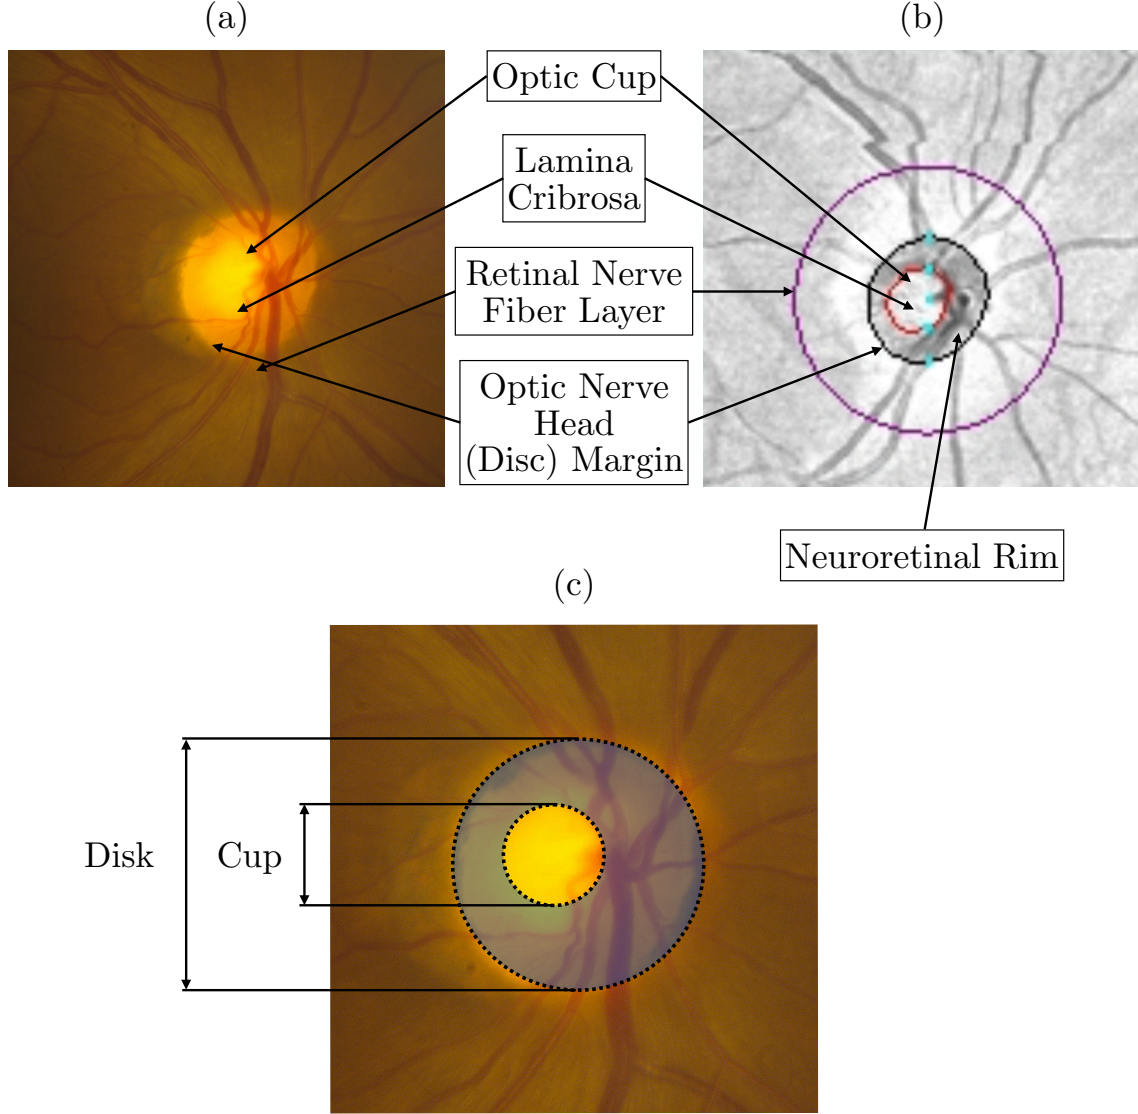 (a)
(b)
Optic Cup
Lamina
Cribrosa
Retinal Nerve
Fiber Layer
Optic Nerve
Head
(Disc) Margin
Neuroretinal Rim
(c)
Disk
Cup